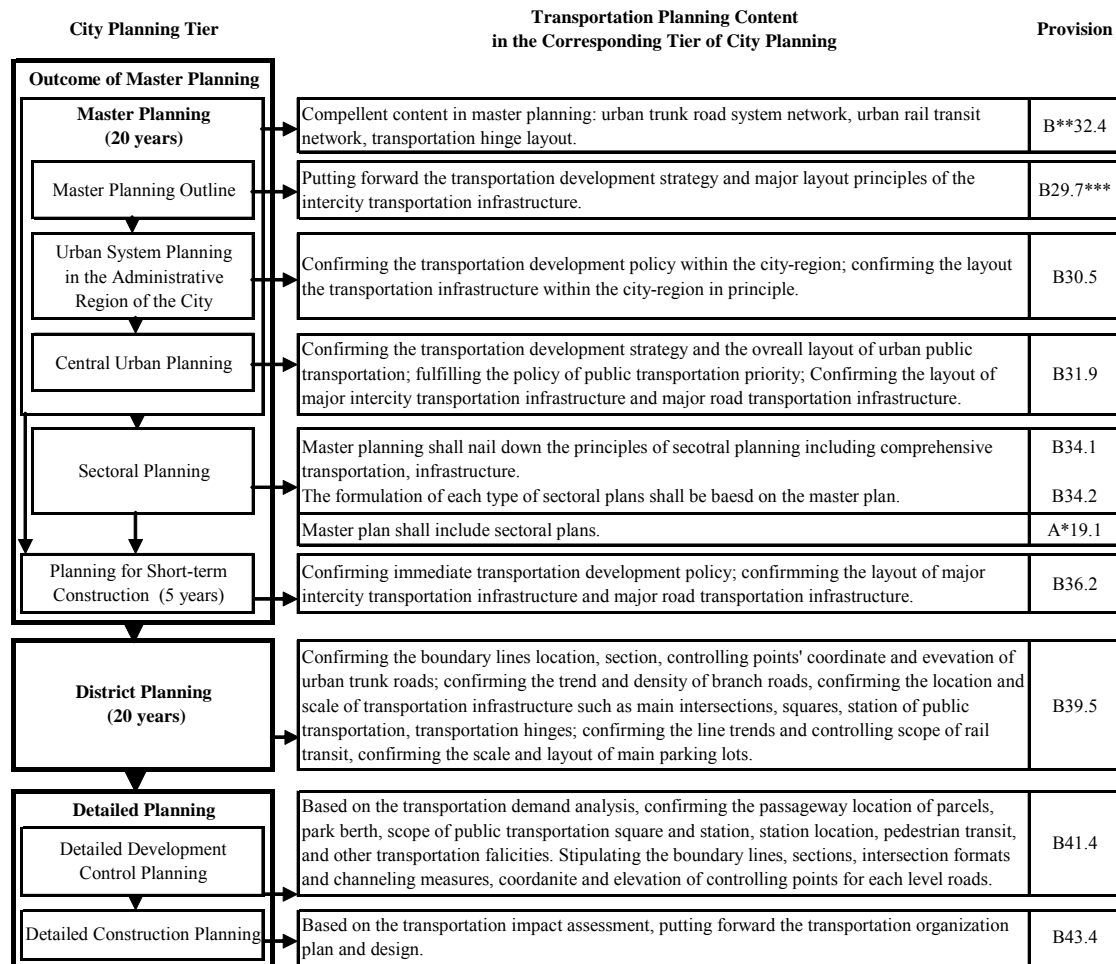 City Planning Tier
Transportation Planning Content
in the Corresponding Tier of City Planning
Provision
Outcome of Master Planning
Master Planning
(20 years)
Compellent content in master planning: urban trunk road system network, urban rail transit
network, transportation hinge layout.
B**32.4
Master Planning Outline
Putting forward the transportation development strategy and major layout principles of the
intercity transportation infrastructure.
B29.7***
Urban System Planning
in the Administrative
Region of the City
Confirming the transportation development policy within the city-region; confirming the layout
the transportation infrastructure within the city-region in principle.
B30.5
Central Urban Planning
Confirming the transportation development strategy and the ovreall layout of urban public
transportation; fulfilling the policy of public transportation priority; Confirming the layout of
major intercity transportation infrastructure and major road transportation infrastructure.
B31.9
Sectoral Planning
Master planning shall nail down the principles of secotral planning including comprehensive
transportation, infrastructure.
B34.1
The formulation of each type of sectoral plans shall be baesd on the master plan.
B34.2
Master plan shall include sectoral plans.
A*19.1
Planning for Short-term
Construction (5 years)
Confirming immediate transportation development policy; confirmming the layout of major
intercity transportation infrastructure and major road transportation infrastructure.
B36.2
District Planning
(20 years)
Confirming the boundary lines location, section, controlling points' coordinate and evevation of
urban trunk roads; confirming the trend and density of branch roads, confirming the location and
scale of transportation infrastructure such as main intersections, squares, station of public
transportation, transportation hinges; confirming the line trends and controlling scope of rail
transit, confirming the scale and layout of main parking lots.
B39.5
Detailed Planning
Detailed Development
Control Planning
Based on the transportation demand analysis, confirming the passageway location of parcels,
park berth, scope of public transportation square and station, station location, pedestrian transit,
and other transportation falicities. Stipulating the boundary lines, sections, intersection formats
and channeling measures, coordanite and elevation of controlling points for each level roads.
B41.4
Detailed Construction Planning
Based on the transportation impact assessment, putting forward the transportation organization
plan and design.
B43.4